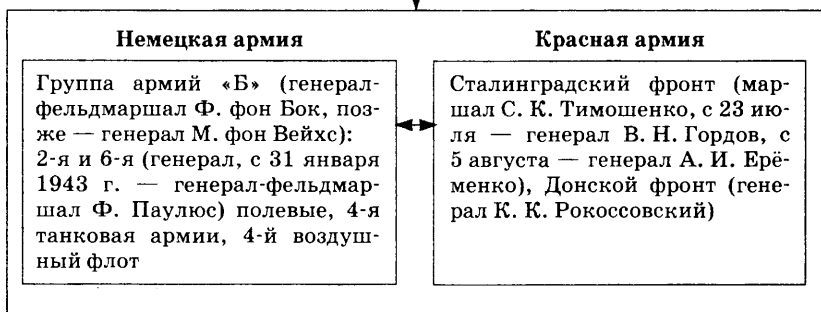 Немецкая армия
Группа армий «Б» (генерал-
фельдмаршал Ф. фон Бок, поз-
же — генерал М. фон Вейхс):
2-я и 6-я (генерал, с 31 января
1943 г. — генерал-фельдмар-
шал Ф. Паулюс) полевые, 4-я
танковая армии, 4-й воздуш-
ный флот
Красная армия
Сталинградский фронт (мар-
шал С. К. Тимошенко, с 23 ию-
ля — генерал В. Н. Гордов, с
5 августа — генерал А. И. Ерё-
менко), Донской фронт (гене-
рал К. К. Рокоссовский)